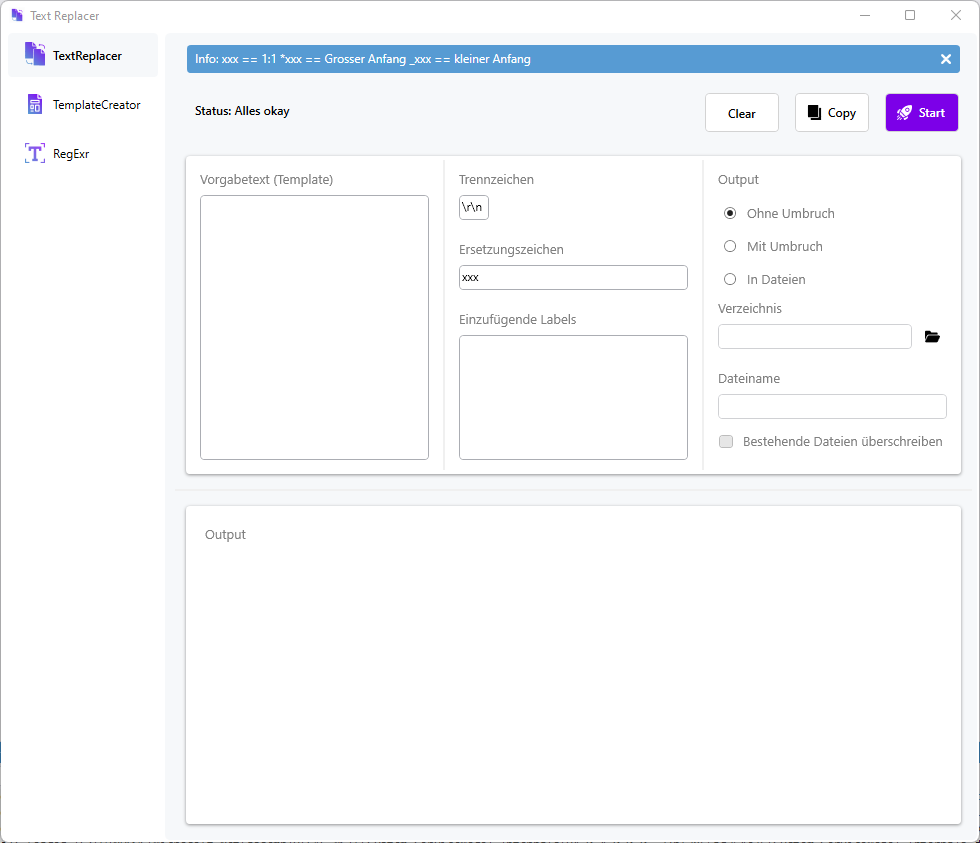 Text Replacer
TextReplacer
TemplateCreator
RegExr
Info: xxx == 1:1 *xxx == Grosser Anfang _xxx == kleiner Anfang
Status: Alles okay
Clear
Copy
Start
Vorgabetext (Template)
Trennzeichen
\r\n
Ersetzungszeichen
xxx
Einzufügende Labels
Output
Ohne Umbruch
Mit Umbruch
In Dateien
Verzeichnis
Dateiname
Bestehende Dateien überschreiben
Output